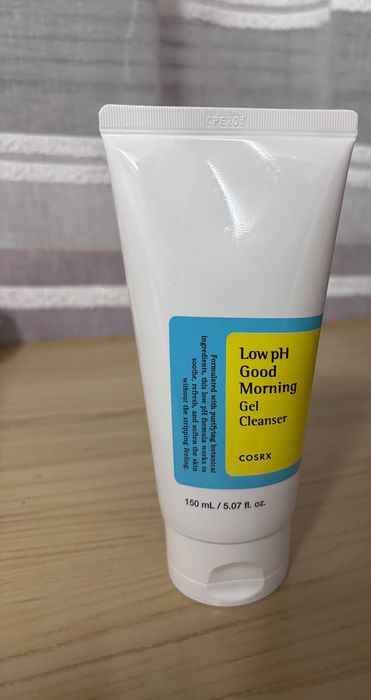 CPE203
Low pH
Good
Morning
Gel
Cleanser
COSRX
Formulated with purifying botanical
ingredients, this low pH formula works to
soothe, refresh, and soften the skin
without the stripping feeling.
150 mL / 5.07 fl. oz.